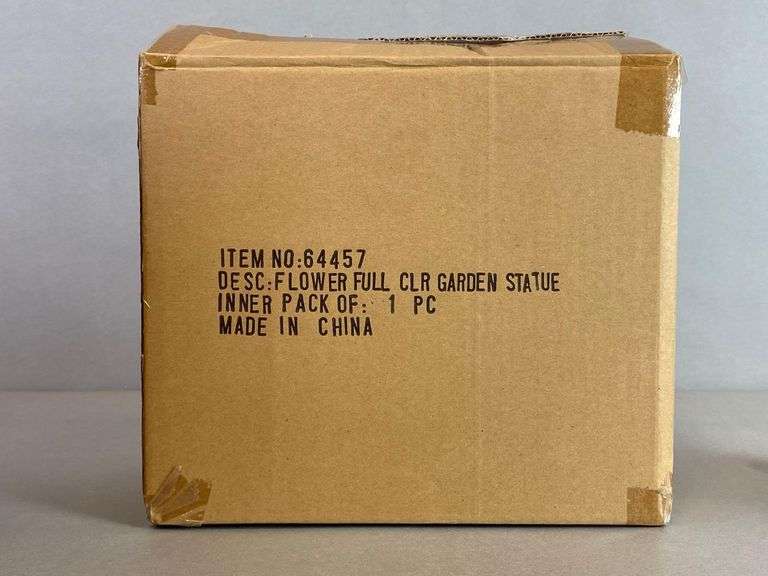 ITEM NO:64457
DESC:FLOWER FULL CLR GARDEN STATUE
INNER PACK OF: 1 PC
MADE IN CHINA